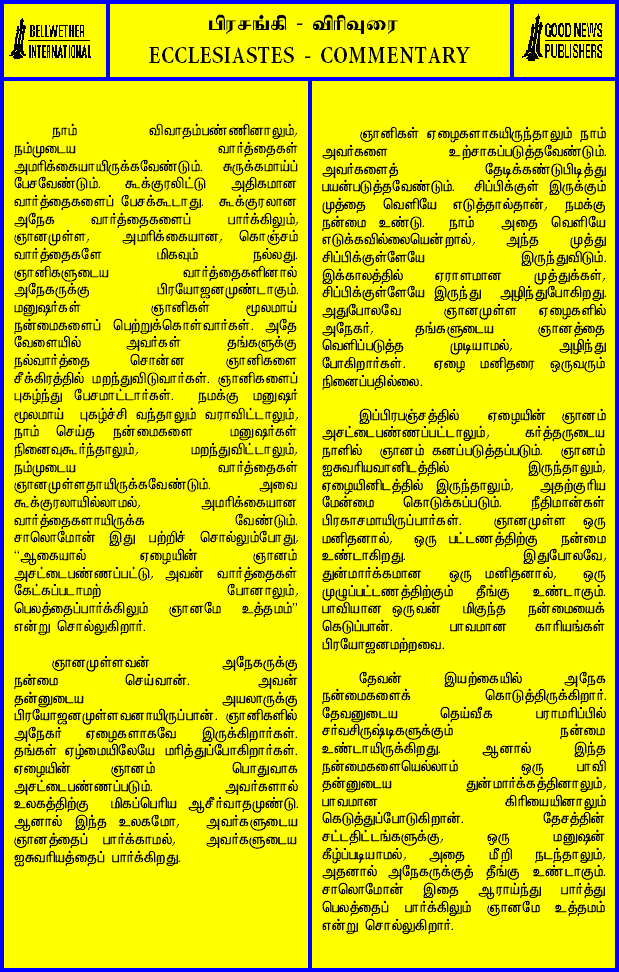 BELLWETHER
INTERNATIONAL
பிரசங்கி - விரிவுரை
ECCLESIASTES - COMMENTARY
GOOD NEWS
PUBLISHERS
நாம் விவாதம்பண்ணினாலும்,
நம்முடைய வார்த்தைகள்
அமரிக்கையாயிருக்கவேண்டும். சுருக்கமாய்ப்
பேசவேண்டும். கூக்குரலிட்டு அதிகமான
வார்த்தைகளைப் பேசக்கூடாது. கூக்குரலான
அநேக வார்த்தைகளைப் பார்க்கிலும்,
ஞானமுள்ள, அமரிக்கையான, கொஞ்சம்
வார்த்தைகளே மிகவும் நல்லது.
ஞானிகளுடைய வார்த்தைகளினால்
அநேகருக்கு பிரயோஜனமுண்டாகும்.
மனுஷர்கள் ஞானிகள் மூலமாய்
நன்மைகளைப் பெற்றுக்கொள்வார்கள். அதே
வேளையில் அவர்கள் தங்களுக்கு
நல்வார்த்தை சொன்ன ஞானிகளை
சீக்கிரத்தில் மறந்துவிடுவார்கள். ஞானிகளைப்
புகழ்ந்து பேசமாட்டார்கள். நமக்கு மனுஷர்
மூலமாய் புகழ்ச்சி வந்தாலும் வராவிட்டாலும்,
நாம் செய்த நன்மைகளை மனுஷர்கள்
நினைவுகூர்ந்தாலும், மறந்துவிட்டாலும்,
நம்முடைய வார்த்தைகள்
ஞானமுள்ளதாயிருக்கவேண்டும். அவை
கூக்குரலாயில்லாமல், அமரிக்கையான
வார்த்தைகளாயிருக்க வேண்டும்.
சாலொமோன் இது பற்றிச் சொல்லும்போது,
“ஆகையால் ஏழையின் ஞானம்
அசட்டைபண்ணப்பட்டு, அவன் வார்த்தைகள்
கேட்கப்படாமற் போனாலும்,
பெலத்தைப்பார்க்கிலும் ஞானமே உத்தமம்”
என்று சொல்லுகிறார்.
ஞானமுள்ளவன் அநேகருக்கு
நன்மை செய்வான். அவன்
தன்னுடைய அயலாருக்கு
பிரயோஜனமுள்ளவனாயிருப்பான். ஞானிகளில்
அநேகர் ஏழைகளாகவே இருக்கிறார்கள்.
தங்கள் ஏழ்மையிலேயே மரித்துப்போகிறார்கள்.
ஏழையின் ஞானம் பொதுவாக
அசட்டைபண்ணப்படும். அவர்களால்
உலகத்திற்கு மிகப்பெரிய ஆசீர்வாதமுண்டு.
ஆனால் இந்த உலகமோ, அவர்களுடைய
ஞானத்தைப் பார்க்காமல், அவர்களுடைய
ஐசுவரியத்தைப் பார்க்கிறது.
ஞானிகள் ஏழைகளாகயிருந்தாலும் நாம்
அவர்களை உற்சாகப்படுத்தவேண்டும்.
அவர்களைத் தேடிக்கண்டுபிடித்து
பயன்படுத்தவேண்டும். சிப்பிக்குள் இருக்கும்
முத்தை வெளியே எடுத்தால்தான், நமக்கு
நன்மை உண்டு. நாம் அதை வெளியே
எடுக்கவில்லையென்றால், அந்த முத்து
சிப்பிக்குள்ளேயே இருந்துவிடும்.
இக்காலத்தில் ஏராளமான முத்துக்கள்,
சிப்பிக்குள்ளேயே இருந்து அழிந்துபோகிறது.
அதுபோலவே ஞானமுள்ள ஏழைகளில்
அநேகர், தங்களுடைய ஞானத்தை
வெளிப்படுத்த முடியாமல், அழிந்து
போகிறார்கள். ஏழை மனிதரை ஒருவரும்
நினைப்பதில்லை.
இப்பிரபஞ்சத்தில் ஏழையின் ஞானம்
அசட்டைபண்ணப்பட்டாலும், கர்த்தருடைய
நாளில் ஞானம் கனப்படுத்தப்படும். ஞானம்
ஐசுவரியவானிடத்தில் இருந்தாலும்,
ஏழையினிடத்தில் இருந்தாலும், அதற்குரிய
மேன்மை கொடுக்கப்படும். நீதிமான்கள்
பிரகாசமாயிருப்பார்கள். ஞானமுள்ள ஒரு
மனிதனால், ஒரு பட்டணத்திற்கு நன்மை
உண்டாகிறது. இதுபோலவே,
துன்மார்க்கமான ஒரு மனிதனால், ஒரு
முழுப்பட்டணத்திற்கும் தீங்கு உண்டாகும்.
பாவியான ஒருவன் மிகுந்த நன்மையைக்
கெடுப்பான். பாவமான காரியங்கள்
பிரயோஜனமற்றவை.
தேவன் இயற்கையில் அநேக
நன்மைகளைக் கொடுத்திருக்கிறார்.
தேவனுடைய தெய்வீக பராமரிப்பில்
சர்வசிருஷ்டிகளுக்கும் நன்மை
உண்டாயிருக்கிறது. ஆனால் இந்த
நன்மைகளையெல்லாம் ஒரு பாவி
தன்னுடைய துன்மார்க்கத்தினாலும்,
பாவமான கிரியையினாலும்
கெடுத்துப்போடுகிறான். தேசத்தின்
சட்டதிட்டங்களுக்கு, ஒரு மனுஷன்
கீழ்ப்படியாமல், அதை மீறி நடந்தாலும்,
அதனால் அநேகருக்குத் தீங்கு உண்டாகும்.
சாலொமோன் இதை ஆராய்ந்து பார்த்து
பெலத்தைப் பார்க்கிலும் ஞானமே உத்தமம்
என்று சொல்லுகிறார்.